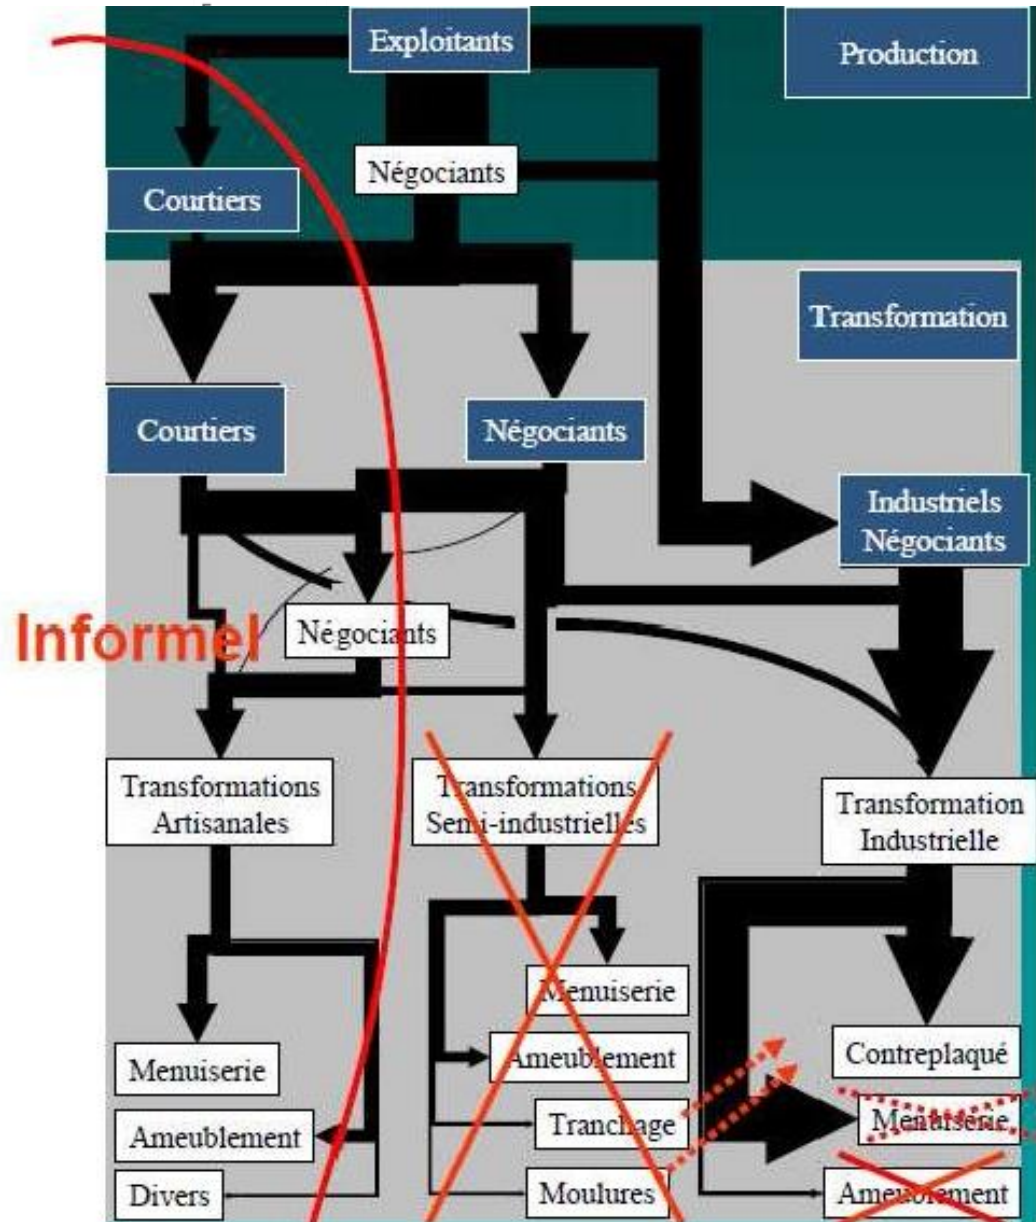 Exploitants
Production
Négociants
Courtiers
Transformation
Courtiers
Négociants
Industriels
Négociants
Informel
Négociants
Transformations
Artisanales
Transformations
Semi-industrielles
Transformation
Industrielle
Menuiserie
Ameublement
Divers
Menuiserie
Ameublement
Tranchage
Moulures
Contreplaqué
Menuiserie
Ameublement